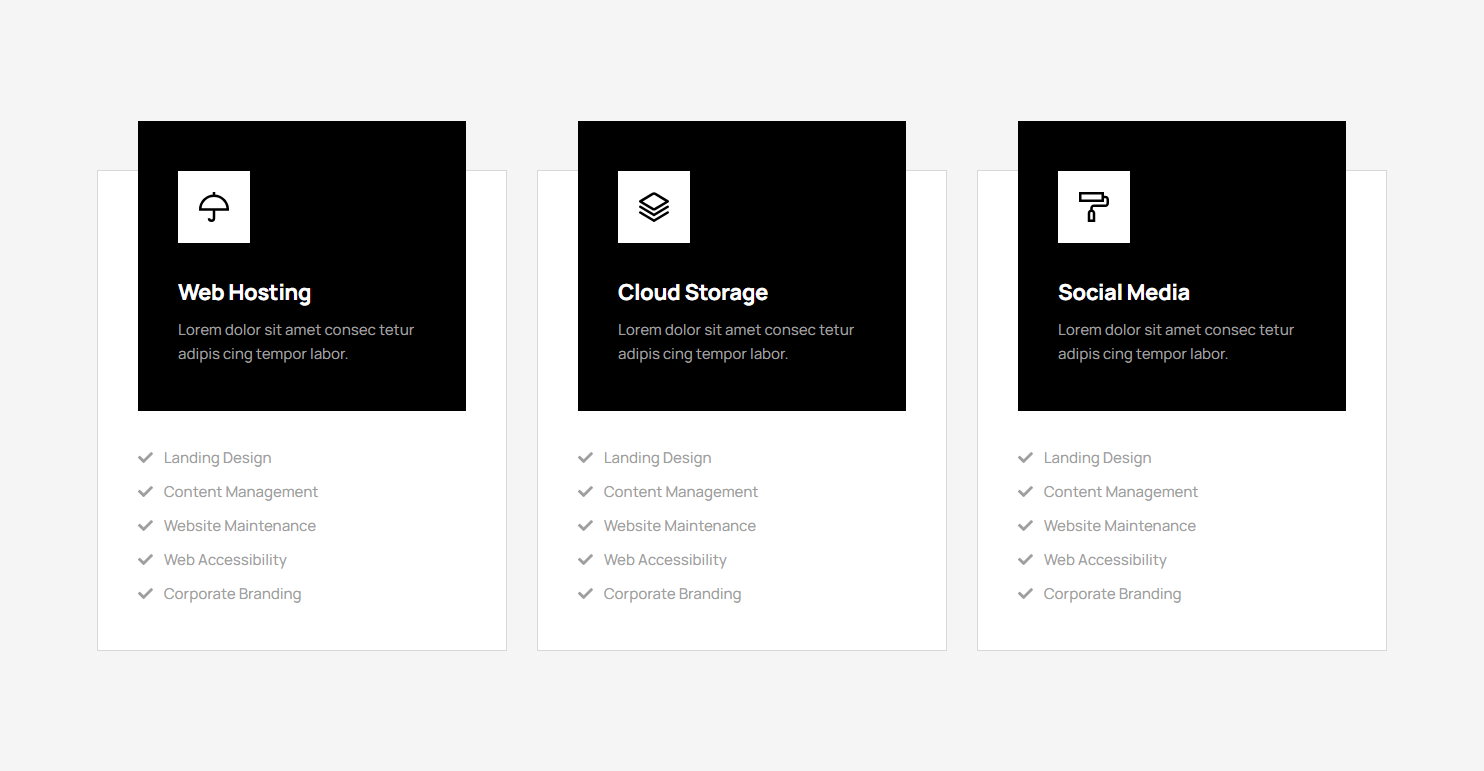 Web Hosting
Lorem dolor sit amet consec tetur
adipis cing tempor labor.
Landing Design
Content Management
Website Maintenance
Web Accessibility
Corporate Branding
Cloud Storage
Lorem dolor sit amet consec tetur
adipis cing tempor labor.
Landing Design
Content Management
Website Maintenance
Web Accessibility
Corporate Branding
Social Media
Lorem dolor sit amet consec tetur
adipis cing tempor labor.
Landing Design
Content Management
Website Maintenance
Web Accessibility
Corporate Branding